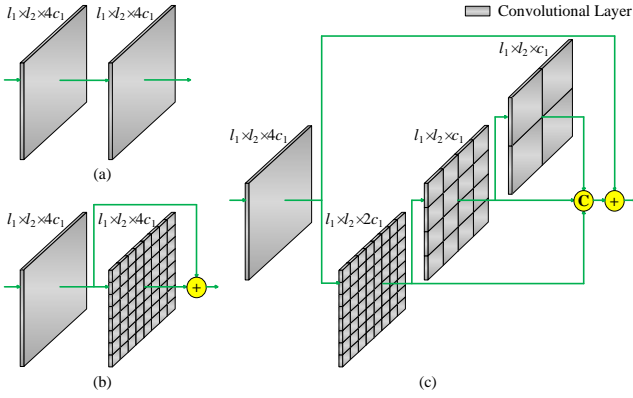 Convolutional Layer
l₁×l₂×4c₁ l₁×l₂×4c₁
(a)
l₁×l₂×4c₁ l₁×l₂×4c₁
+
(b)
l₁×l₂×4c₁
l₁×l₂×2c₁
l₁×l₂×c₁
l₁×l₂×c₁
C +
(c)